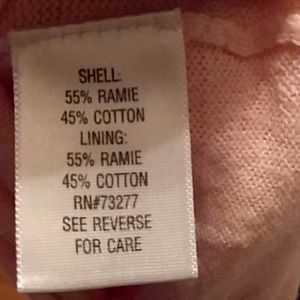 SHELL:
55% RAMIE
45% COTTON
LINING:
55% RAMIE
45% COTTON
RN#73277
SEE REVERSE
FOR CARE